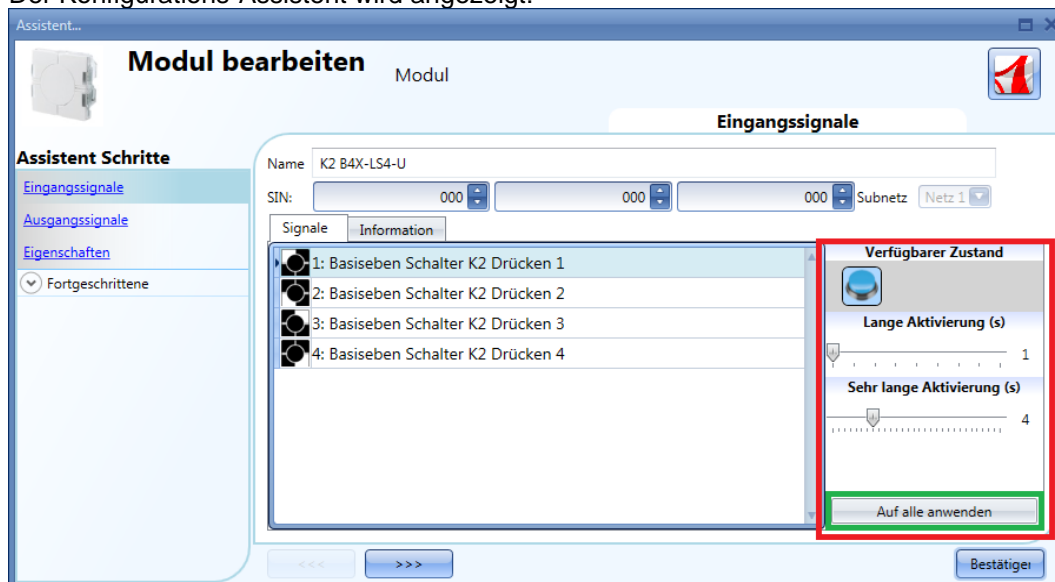 Der Konfigurations-Assistent wird angezeigt.
Assistent...
Modul bearbeiten
Modul
Eingangssignale
Assistent Schritte
Eingangssignale
Ausgangssignale
Eigenschaften
Fortgeschrittene
Name K2 B4X-LS4-U
SIN: 000 000 000 Subnetz Netz 1
Signale Information
1: Basiseben Schalter K2 Drücken 1
2: Basiseben Schalter K2 Drücken 2
3: Basiseben Schalter K2 Drücken 3
4: Basiseben Schalter K2 Drücken 4
Verfügbarer Zustand
Lange Aktivierung (s)
1
Sehr lange Aktivierung (s)
4
Auf alle anwenden
<<< >>>
Bestätiger